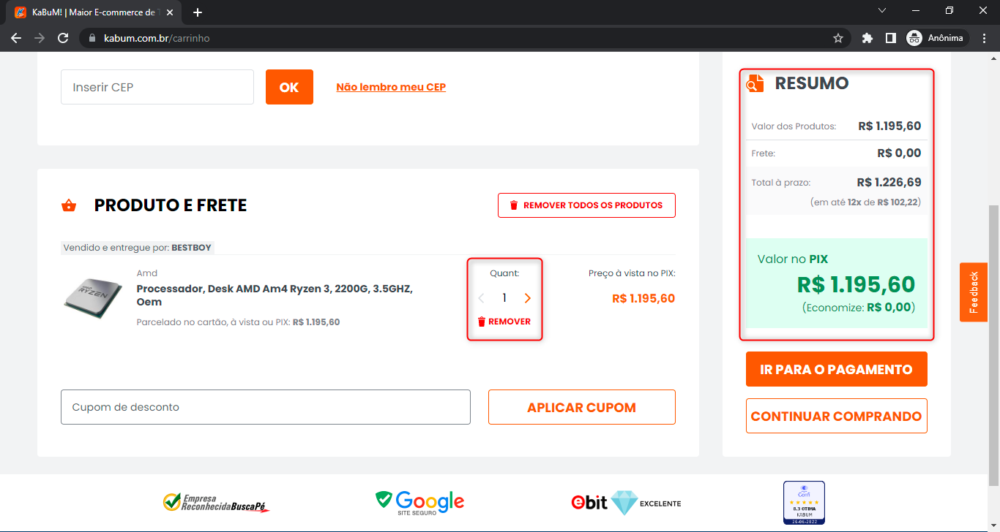 KaBuM! | Maior E-commerce de T
kabum.com.br/carrinho
Anônima
Inserir CEP
OK
Não lembro meu CEP
PRODUTO E FRETE
REMOVER TODOS OS PRODUTOS
Vendido e entregue por: BESTBOY
AMD
RYZEN
Amd
Processador, Desk AMD Am4 Ryzen 3, 2200G, 3.5GHZ,
Oem
Parcelado no cartão, à vista ou PIX: R$ 1.195,60
Quant:
1
REMOVER
Preço à vista no PIX:
R$ 1.195,60
Cupom de desconto
APLICAR CUPOM
RESUMO
Valor dos Produtos: R$ 1.195,60
Frete: R$ 0,00
Total à prazo: R$ 1.226,69
(em até 12x de R$ 102,22)
Valor no PIX
R$ 1.195,60
(Economize: R$ 0,00)
IR PARA O PAGAMENTO
CONTINUAR COMPRANDO
Feedback
Empresa
ReconhecidaBuscaPé
Google
SITE SEGURO
ebit EXCELENTE
Confi
8.3 OTIMA
KABUM
26-06-2022